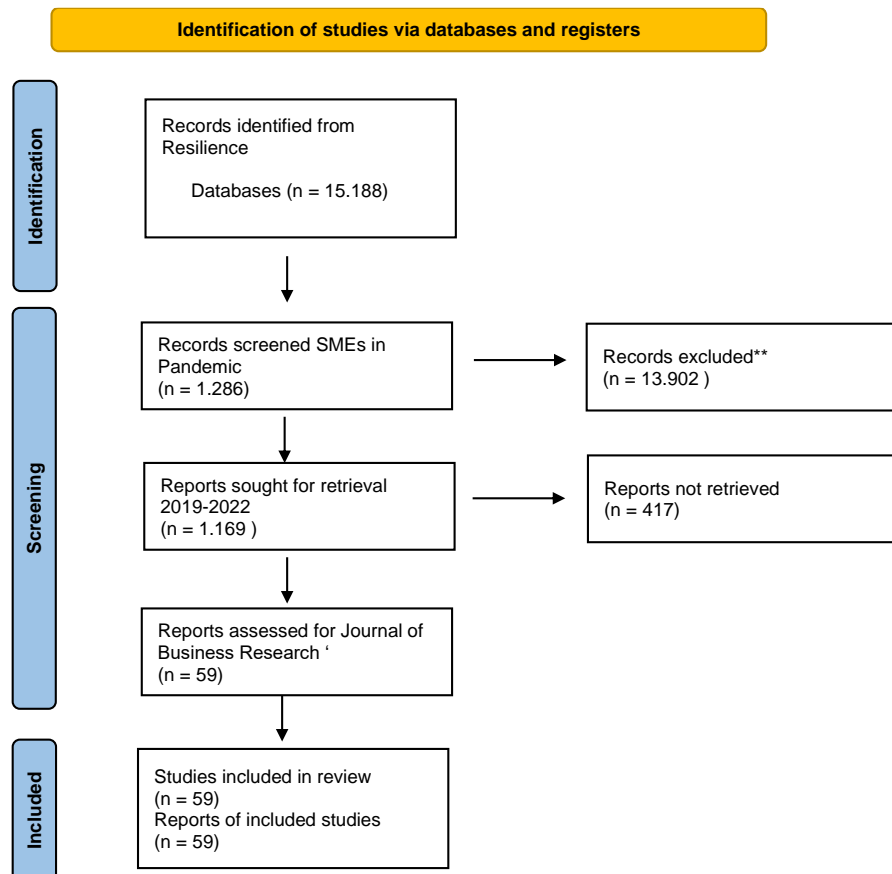 Identification of studies via databases and registers
Identification
Records identified from
Resilience
Databases (n = 15.188)
Screening
Records screened SMEs in
Pandemic
(n = 1.286)
Records excluded**
(n = 13.902 )
Reports sought for retrieval
2019-2022
(n = 1.169 )
Reports not retrieved
(n = 417)
Reports assessed for Journal of
Business Research ‘
(n = 59)
Included
Studies included in review
(n = 59)
Reports of included studies
(n = 59)